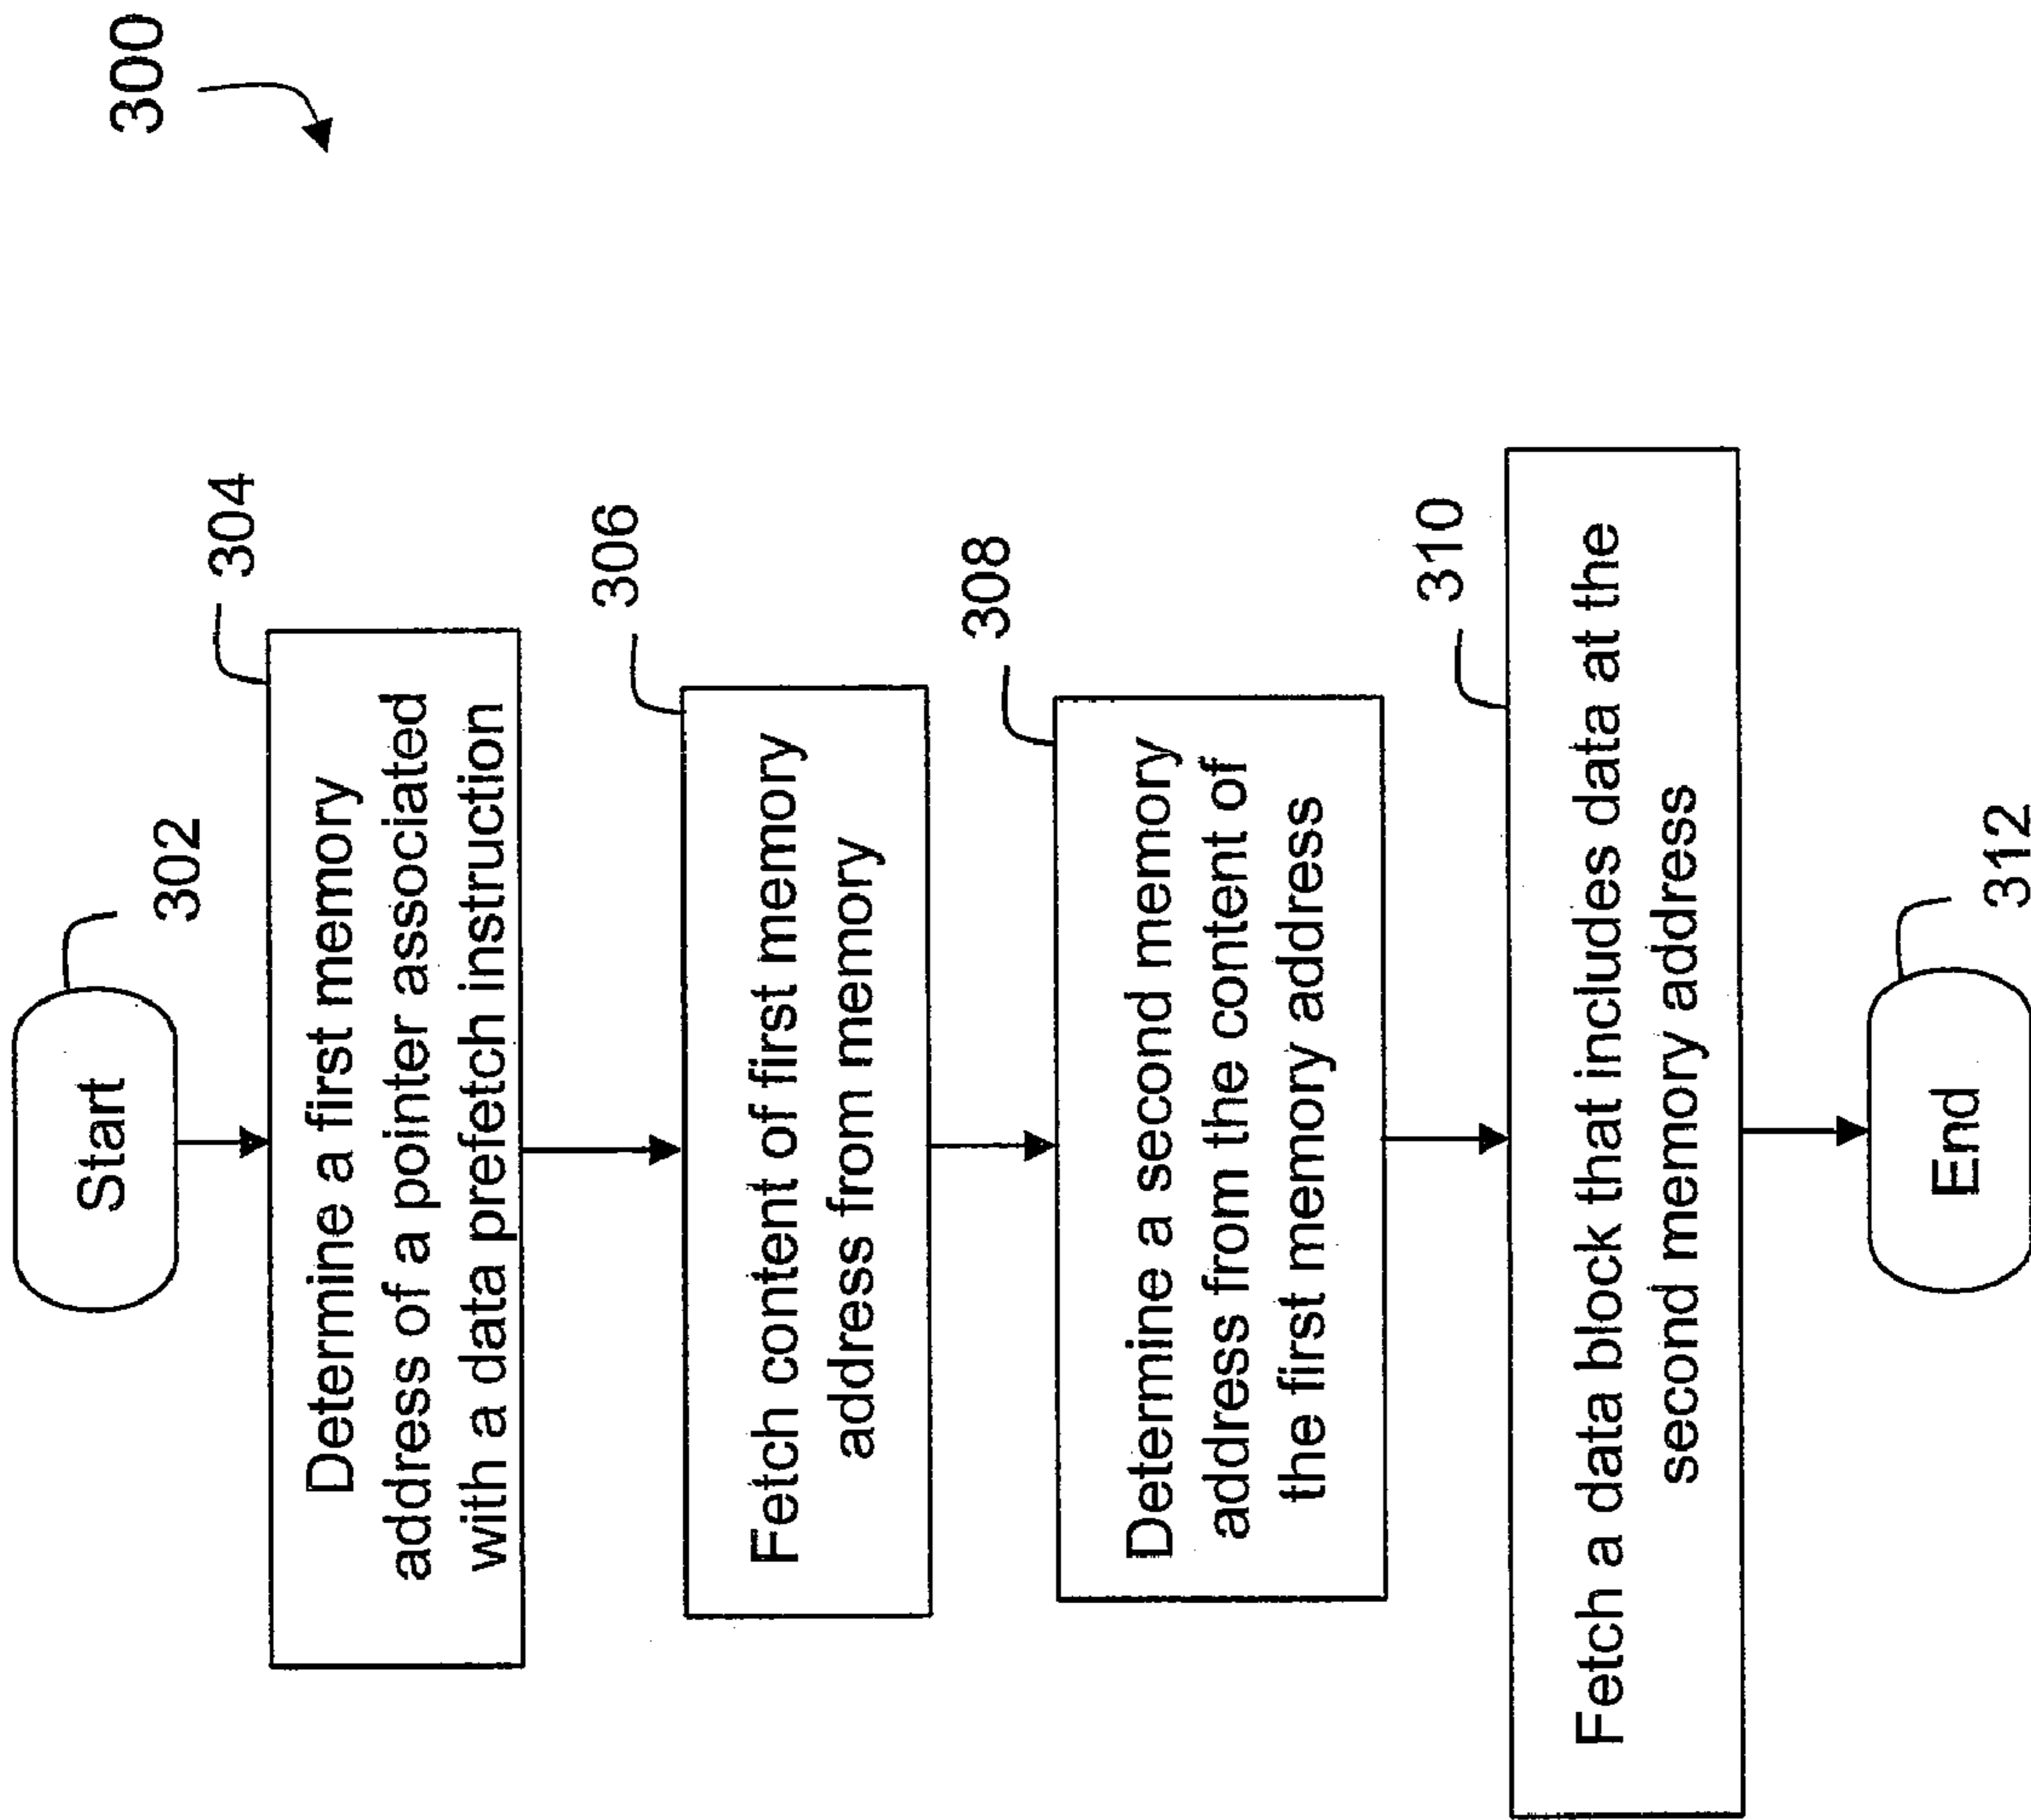 300
Start
302
304
Determine a first memory
address of a pointer associated
with a data prefetch instruction
306
Fetch content of first memory
address from memory
308
Determine a second memory
address from the content of
the first memory address
310
Fetch a data block that includes data at the
second memory address
End
312